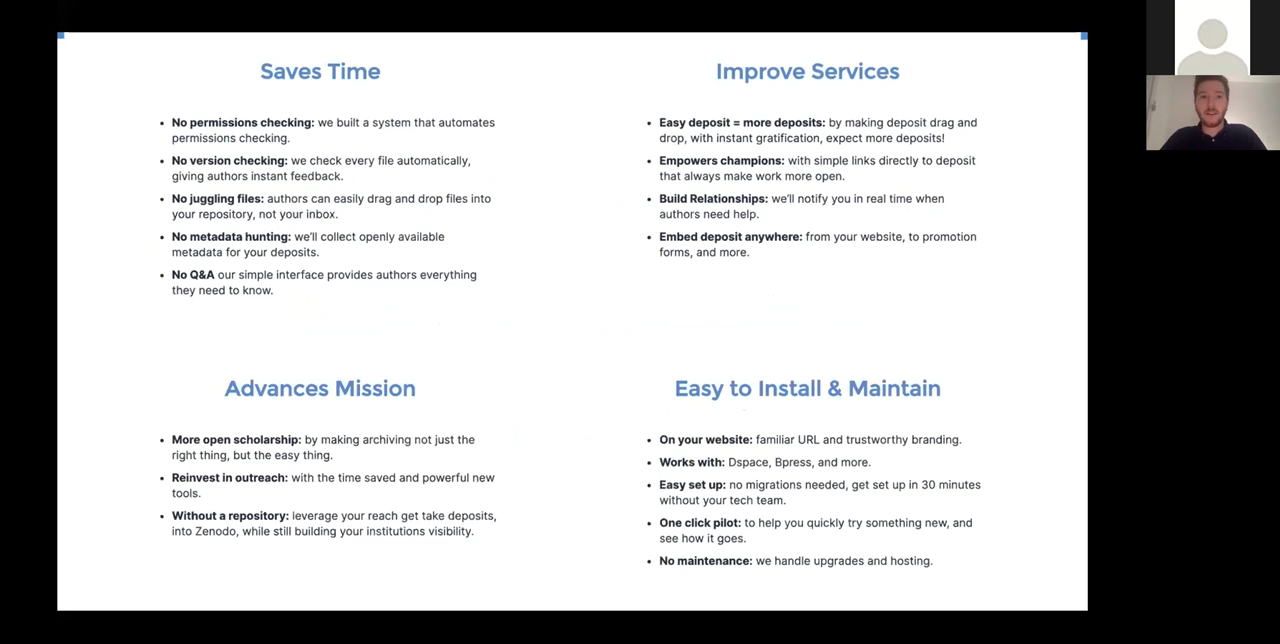 Saves Time
No permissions checking: we built a system that automates
permissions checking.
No version checking: we check every file automatically,
giving authors instant feedback.
No juggling files: authors can easily drag and drop files into
your repository, not your inbox.
No metadata hunting: we'll collect openly available
metadata for your deposits.
No Q&A our simple interface provides authors everything
they need to know.
Improve Services
Easy deposit = more deposits: by making deposit drag and
drop, with instant gratification, expect more deposits!
Empowers champions: with simple links directly to deposit
that always make work more open.
Build Relationships: we'll notify you in real time when
authors need help.
Embed deposit anywhere: from your website, to promotion
forms, and more.
Advances Mission
More open scholarship: by making archiving not just the
right thing, but the easy thing.
Reinvest in outreach: with the time saved and powerful new
tools.
Without a repository: leverage your reach get take deposits,
into Zenodo, while still building your institutions visibility.
Easy to Install & Maintain
On your website: familiar URL and trustworthy branding.
Works with: Dspace, Bpress, and more.
Easy set up: no migrations needed, get set up in 30 minutes
without your tech team.
One click pilot: to help you quickly try something new, and
see how it goes.
No maintenance: we handle upgrades and hosting.